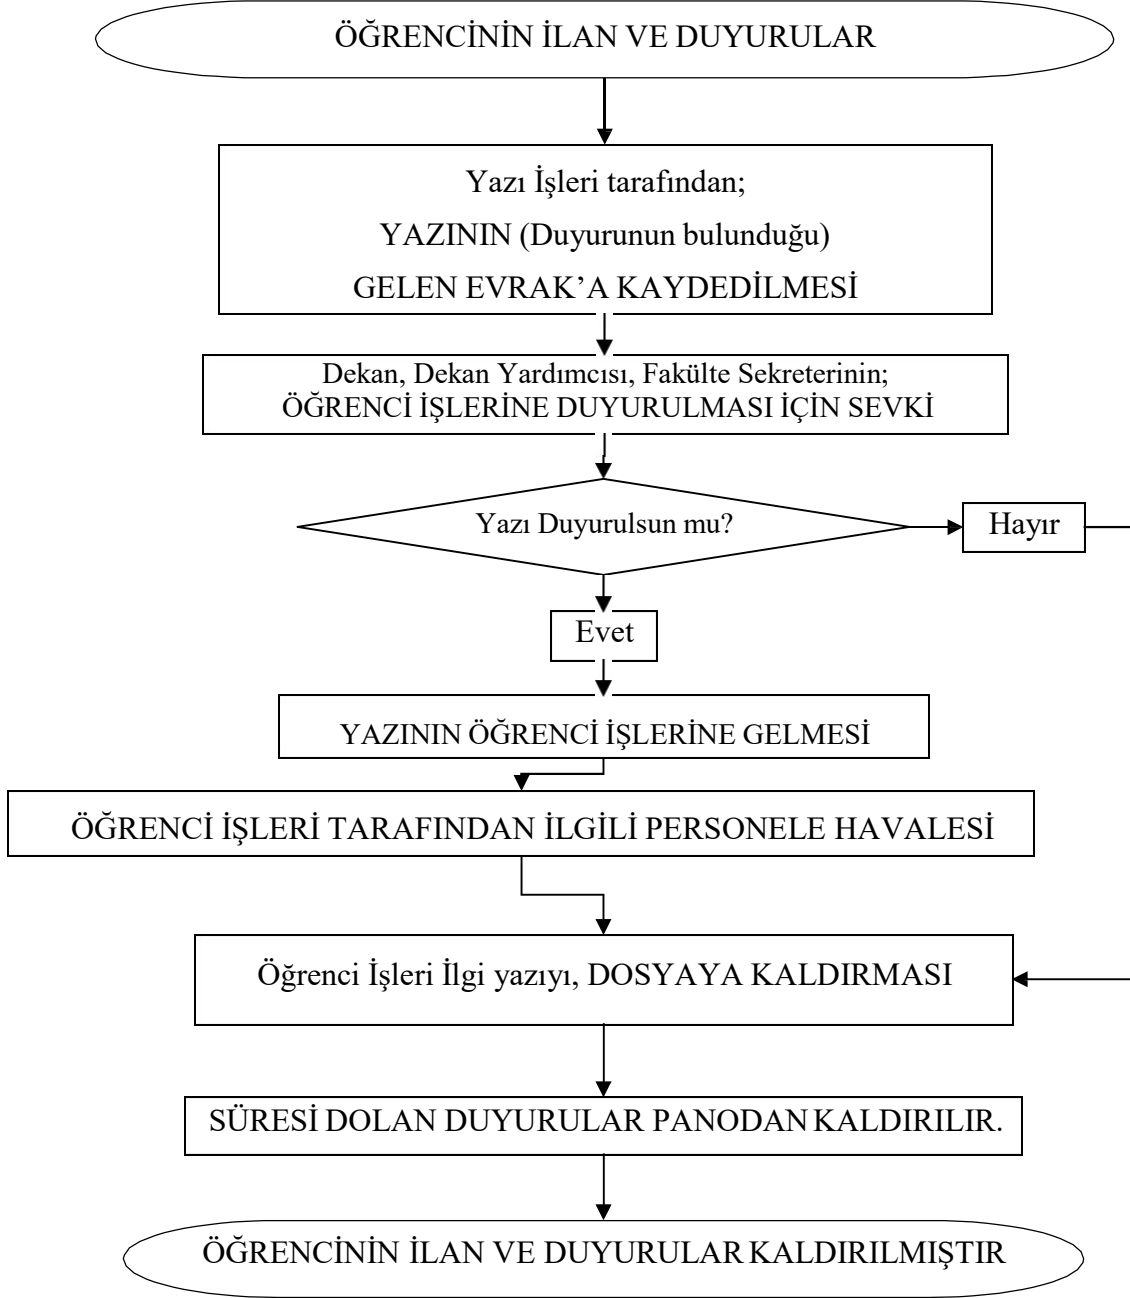 ÖĞRENCİNİN İLAN VE DUYURULAR
Yazı İşleri tarafından;
YAZININ (Duyurunun bulunduğu)
GELEN EVRAK’A KAYDEDİLMESİ
Dekan, Dekan Yardımcısı, Fakülte Sekreterinin;
ÖĞRENCİ İŞLERİNE DUYURULMASI İÇİN SEVKİ
Yazı Duyurulsun mu?
Hayır
Evet
YAZININ ÖĞRENCİ İŞLERİNE GELMESİ
ÖĞRENCİ İŞLERİ TARAFINDAN İLGİLİ PERSONELE HAVALESİ
Öğrenci İşleri İlgi yazıyı, DOSYAYA KALDIRMASI
SÜRESİ DOLAN DUYURULAR PANODAN KALDIRILIR.
ÖĞRENCİNİN İLAN VE DUYURULAR KALDIRILMIŞTIR